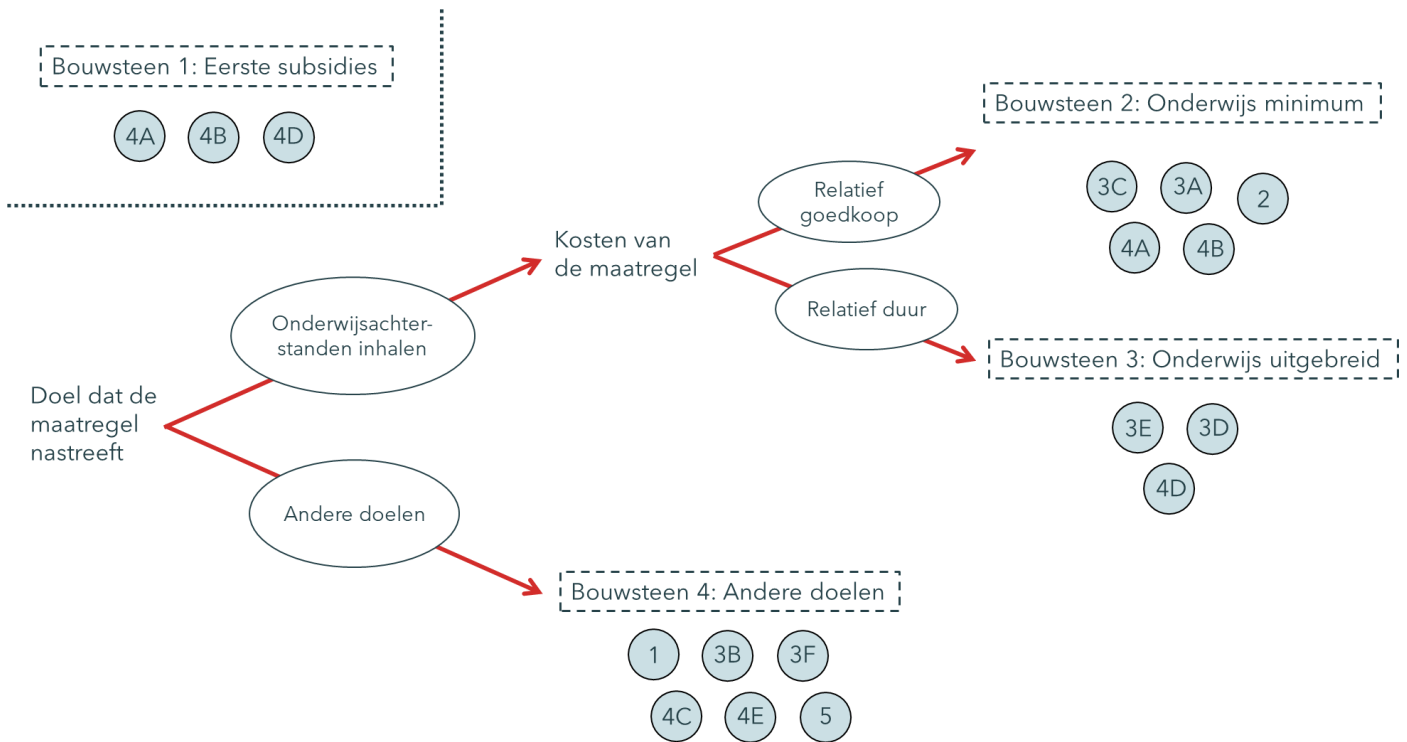 Bouwsteen 1: Eerste subsidies
4A 4B 4D
Bouwsteen 2: Onderwijs minimum
3C 3A 2
4A 4B
Relatief
goedkoop
Kosten van
de maatregel
Relatief duur
Onderwijsachter-
standen inhalen
Bouwsteen 3: Onderwijs uitgebreid
3E 3D
4D
Doel dat de
maatregel
nastreeft
Andere doelen
Bouwsteen 4: Andere doelen
1 3B 3F
4C 4E 5